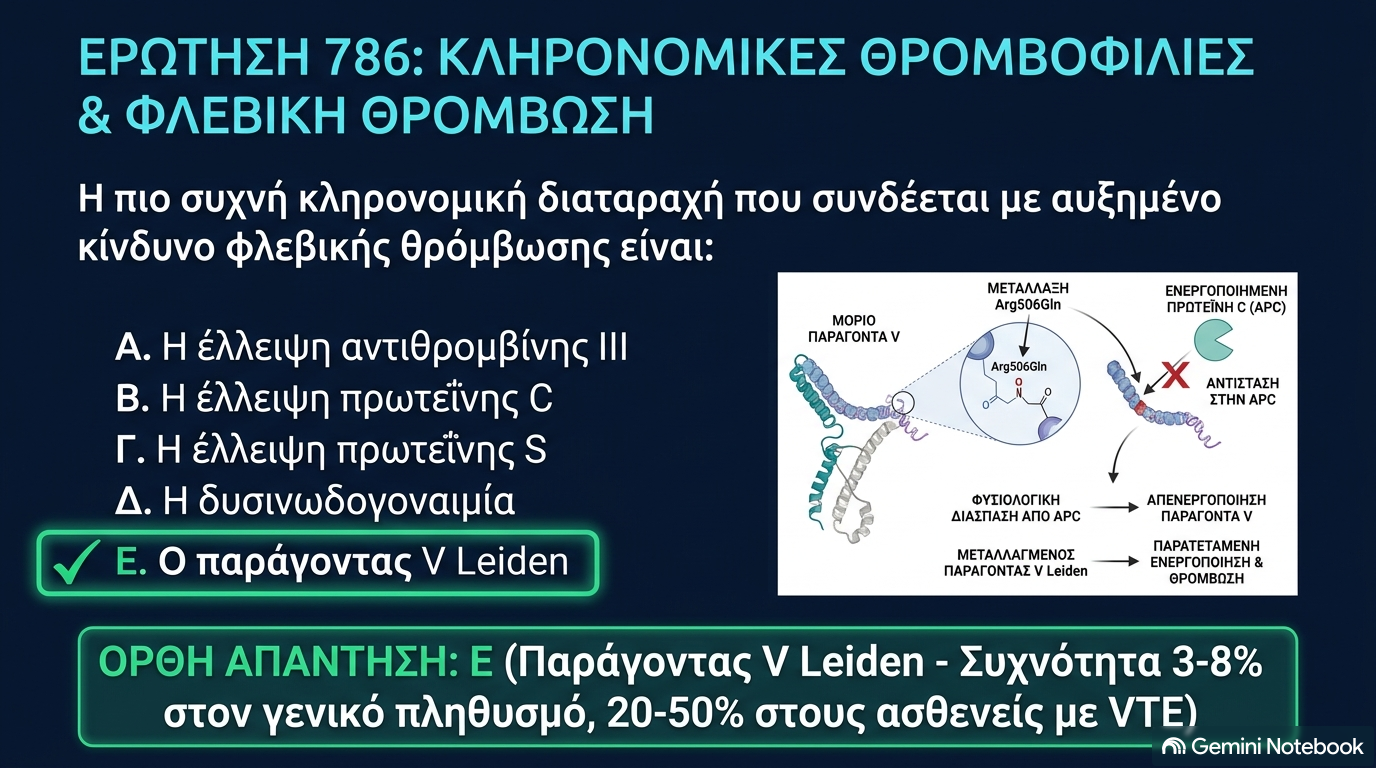 ΕΡΩΤΗΣΗ 786: ΚΛΗΡΟΝΟΜΙΚΕΣ ΘΡΟΜΒΟΦΙΛΙΕΣ
& ΦΛΕΒΙΚΗ ΘΡΟΜΒΩΣΗ
Η πιο συχνή κληρονομική διαταραχή που συνδέεται με αυξημένο
κίνδυνο φλεβικής θρόμβωσης είναι:
Α. Η έλλειψη αντιθρομβίνης III
Β. Η έλλειψη πρωτεΐνης C
Γ. Η έλλειψη πρωτεΐνης S
Δ. Η δυσινωδογοναιμία
Ε. Ο παράγοντας V Leiden
ΜΟΡΙΟ
ΠΑΡΑΓΟΝΤΑ V
ΜΕΤΑΛΛΑΞΗ
Arg506Gln
Arg506Gln
O
N
O
O
ΕΝΕΡΓΟΠΟΙΗΜΕΝΗ
ΠΡΩΤΕΪΝΗ C (APC)
ΑΝΤΙΣΤΑΣΗ
ΣΤΗΝ APC
ΦΥΣΙΟΛΟΓΙΚΗ
ΔΙΑΣΠΑΣΗ ΑΠΟ APC
ΑΠΕΝΕΡΓΟΠΟΙΗΣΗ
ΠΑΡΑΓΟΝΤΑ V
ΜΕΤΑΛΛΑΓΜΕΝΟΣ
ΠΑΡΑΓΟΝΤΑΣ V Leiden
ΠΑΡΑΤΕΤΑΜΕΝΗ
ΕΝΕΡΓΟΠΟΙΗΣΗ &
ΘΡΟΜΒΩΣΗ
ΟΡΘΗ ΑΠΑΝΤΗΣΗ: Ε (Παράγοντας V Leiden - Συχνότητα 3-8%
στον γενικό πληθυσμό, 20-50% στους ασθενείς με VTE)
Gemini Notebook